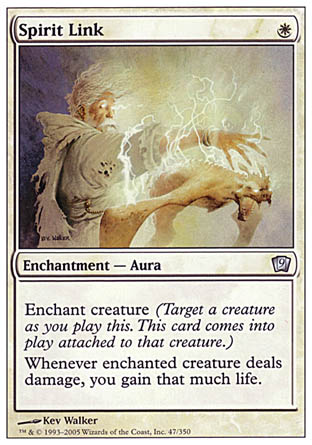 Spirit Link
Enchantment — Aura
9
Enchant creature (Target a creature
as you play this. This card comes into
play attached to that creature.)
Whenever enchanted creature deals
damage, you gain that much life.
Kev Walker
™ & © 1993–2005 Wizards of the Coast, Inc. 47/350